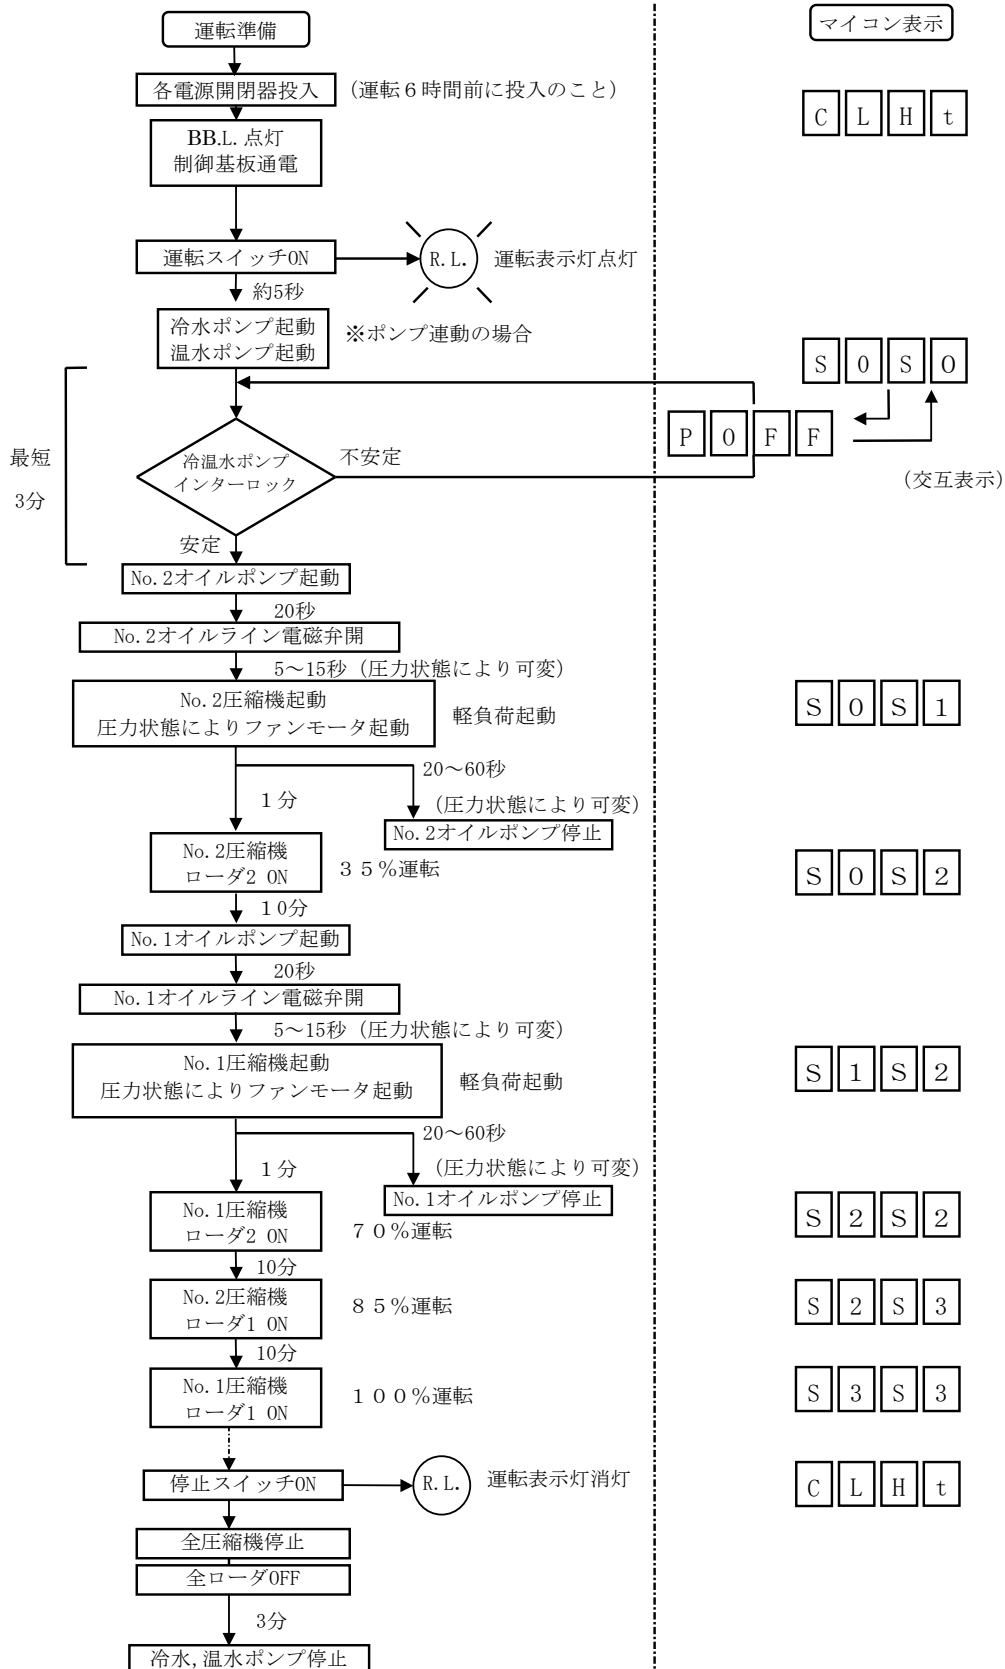 運転準備
マイコン表示
各電源開閉器投入
（運転６時間前に投入のこと）
C L H t
BB.L. 点灯
制御基板通電
運転スイッチON
R.L.
運転表示灯点灯
約5秒
冷水ポンプ起動
温水ポンプ起動
※ポンプ連動の場合
S 0 S 0
P 0 F F
（交互表示）
最短
3分
冷温水ポンプ
インターロック
不安定
安定
No.2オイルポンプ起動
20秒
No.2オイルライン電磁弁開
5～15秒（圧力状態により可変）
No.2圧縮機起動
圧力状態によりファンモータ起動
軽負荷起動
S 0 S 1
20～60秒
（圧力状態により可変）
１分
No.2オイルポンプ停止
No.2圧縮機
ローダ2 ON
３５％運転
S 0 S 2
10分
No.1オイルポンプ起動
20秒
No.1オイルライン電磁弁開
5～15秒（圧力状態により可変）
No.1圧縮機起動
圧力状態によりファンモータ起動
軽負荷起動
S 1 S 2
20～60秒
（圧力状態により可変）
１分
No.1オイルポンプ停止
No.1圧縮機
ローダ2 ON
７０％運転
S 2 S 2
10分
No.2圧縮機
ローダ1 ON
８５％運転
S 2 S 3
10分
No.1圧縮機
ローダ1 ON
１００％運転
S 3 S 3
停止スイッチON
R.L.
運転表示灯消灯
C L H t
全圧縮機停止
全ローダOFF
3分
冷水,温水ポンプ停止